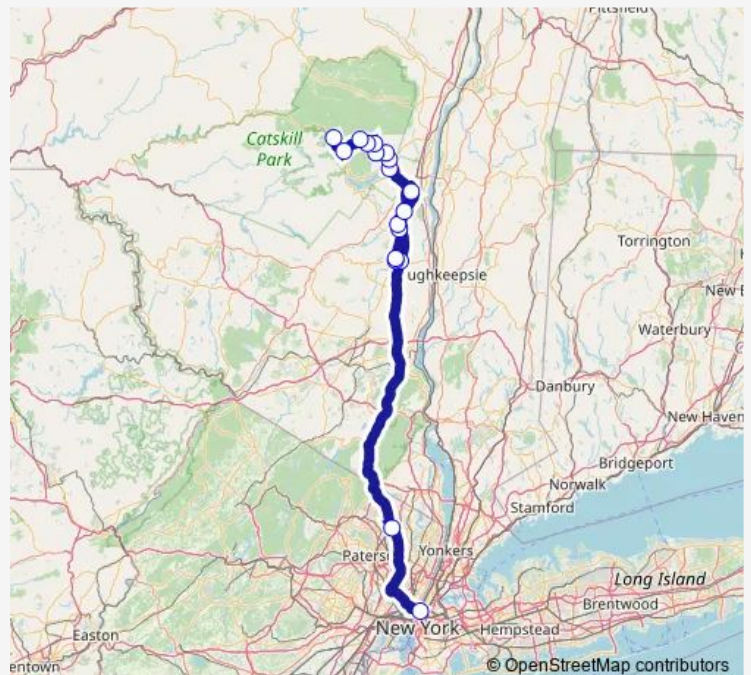 Pittsfield
Catskill
Park
Torrington
ughkeepsie
New B
Waterbury
Danbury
New Haven
Bridgeport
Norwalk
Stamford
Paters
Yonkers
Long Island
Brentwood
New York
Hempstead
Easton
entown
© OpenStreetMap contributors